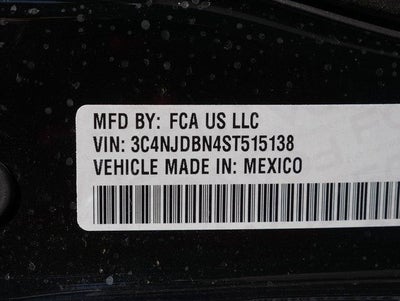 MFD BY: FCA US LLC
VIN: 3C4NJDBN4ST515138
VEHICLE MADE IN: MEXICO